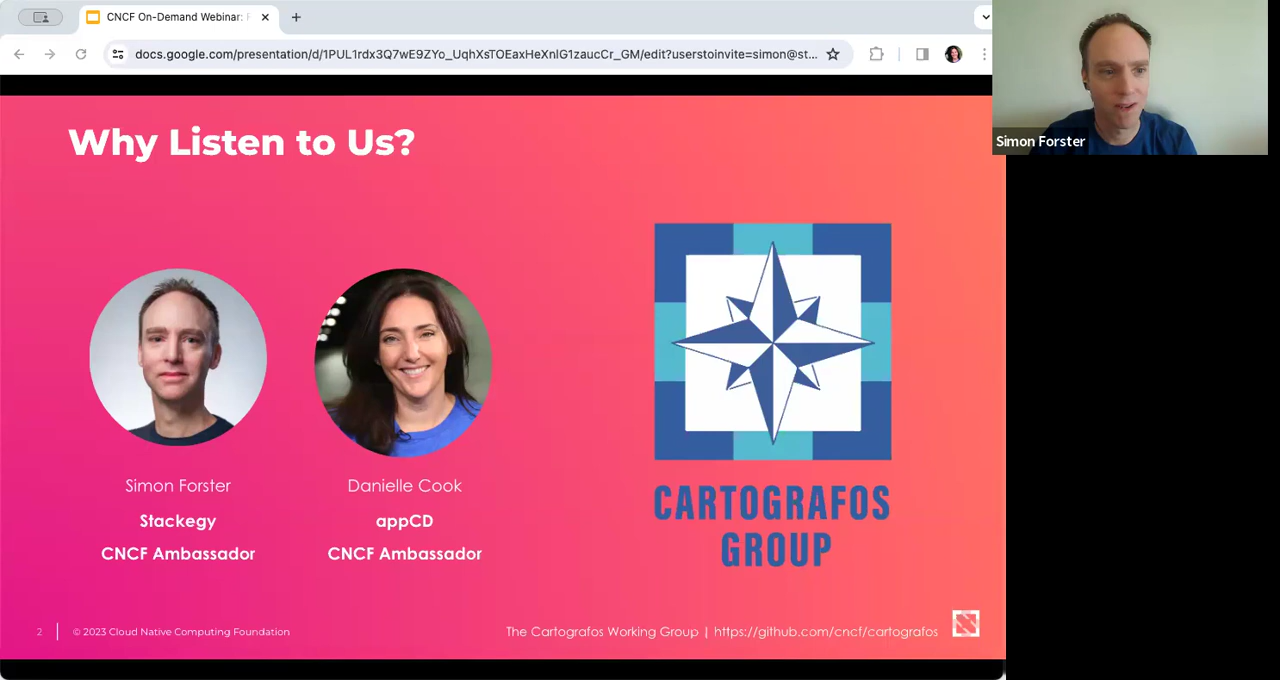 CNCF On-Demand Webinar: F
docs.google.com/presentation/d/1PUL1rdx3Q7wE9ZYo_UqhXsTOEaxHeXnlG1zaucCr_GM/edit?userstoinvite=simon@st...
Simon Forster
Why Listen to Us?
Simon Forster
Stackegy
CNCF Ambassador
Danielle Cook
appCD
CNCF Ambassador
CARTOGRAFOS
GROUP
2
© 2023 Cloud Native Computing Foundation
The Cartografos Working Group | https://github.com/cncf/cartografos